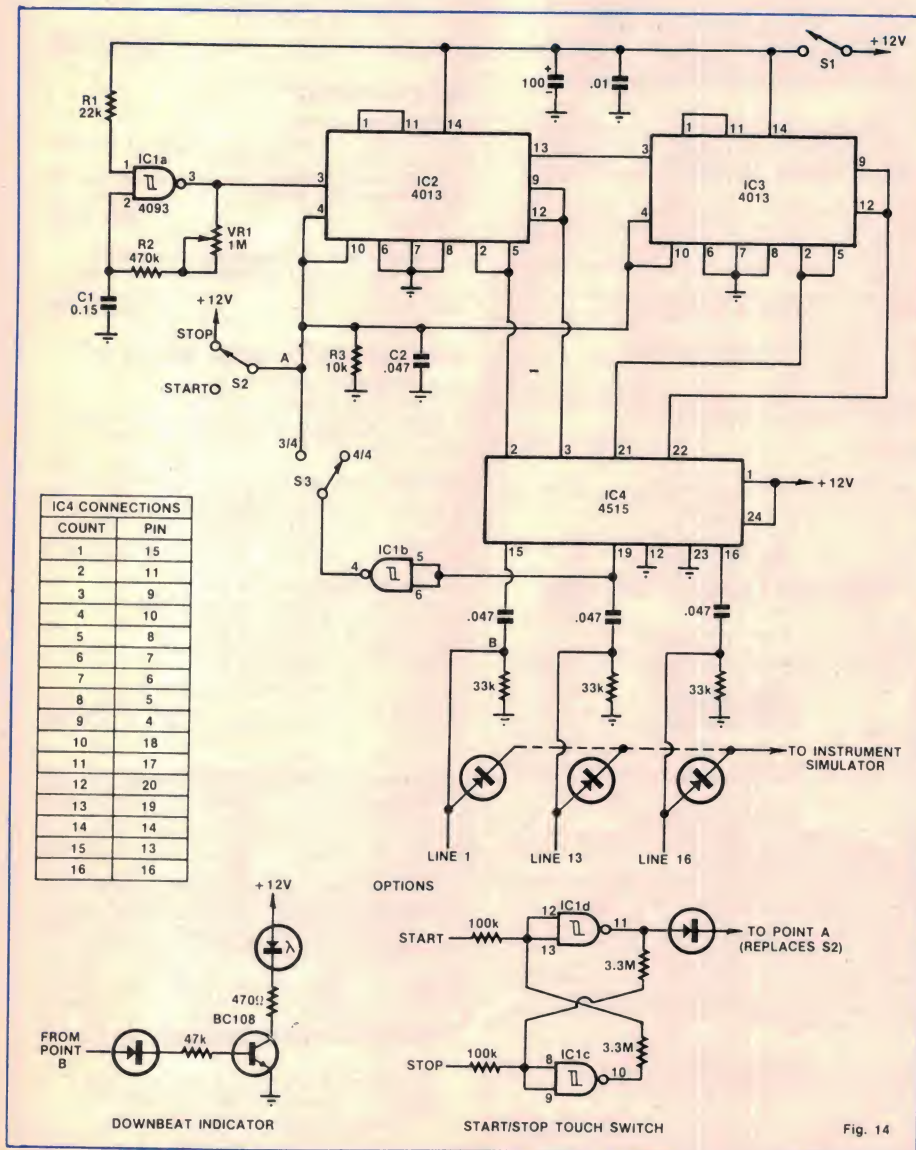 +12V
S1
100
+
−
.01
R1
22k
1
11
14
1
11
14
IC1a
1
3
2
4093
IC2
4013
13
3
IC3
4013
3
4
9
12
4
9
12
10
6
7
8
2
5
10
6
7
8
2
5
VR1
1M
R2
470k
C1
0.15
+12V
STOP
A
S2
START
R3
10k
C2
.047
3/4
4/4
S3
2
3
21
22
IC4
4515
1
+12V
24
15
19
12
23
16
IC1b
4
5
6
.047
.047
.047
B
33k
33k
33k
TO INSTRUMENT
SIMULATOR
LINE 1
LINE 13
LINE 16
IC4 CONNECTIONS
COUNT PIN
1 15
2 11
3 9
4 10
5 8
6 7
7 6
8 5
9 4
10 18
11 17
12 20
13 19
14 14
15 13
16 16
+12V
λ
470Ω
BC108
47k
FROM
POINT
B
DOWNBEAT INDICATOR
OPTIONS
START
100k
IC1d
12
13
11
TO POINT A
(REPLACES S2)
3.3M
3.3M
STOP
100k
8
9
IC1c
10
START/STOP TOUCH SWITCH
Fig. 14